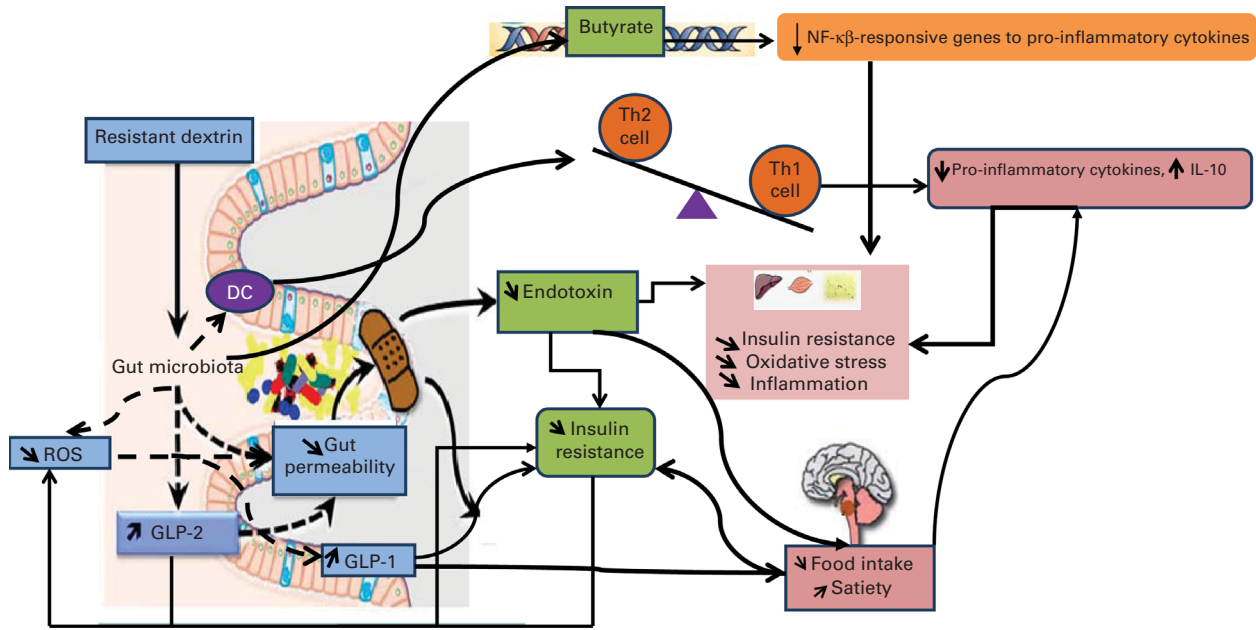 Butyrate
NF-κβ-responsive genes to pro-inflammatory cytokines
Resistant dextrin
Th2
cell
Th1
cell
Pro-inflammatory cytokines, IL-10
DC
Endotoxin
Insulin resistance
Oxidative stress
Inflammation
Gut microbiota
Insulin
resistance
Gut
permeability
ROS
GLP-2
GLP-1
Food intake
Satiety